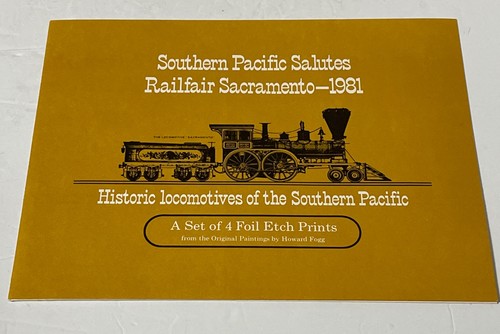 Southern Pacific Salutes
Railfair Sacramento—1981
Historic locomotives of the Southern Pacific
A Set of 4 Foil Etch Prints
from the Original Paintings by Howard Fogg